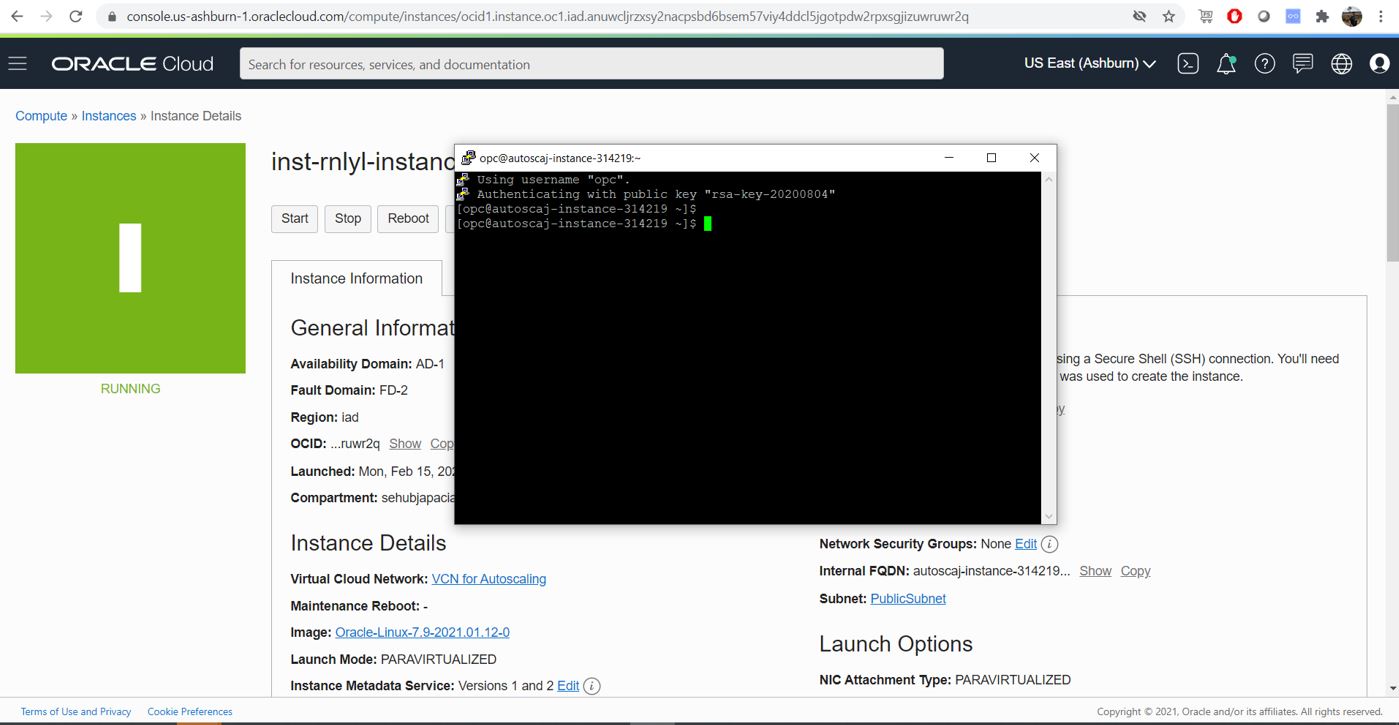 console.us-ashburn-1.oraclecloud.com/compute/instances/ocid1.instance.oc1.iad.anuwcljrzxsy2nacpsbd6bsem57viy4ddcl5jgotpdw2rpxsgjizuwruwr2q
ORACLE Cloud
Search for resources, services, and documentation
US East (Ashburn)
Compute » Instances » Instance Details
inst-rnlyl-instanc
Start Stop Reboot
opc@autoscaj-instance-314219:~
Using username "opc".
Authenticating with public key "rsa-key-20200804"
[opc@autoscaj-instance-314219 ~]$
[opc@autoscaj-instance-314219 ~]$
RUNNING
Instance Information
General Informat
Availability Domain: AD-1
Fault Domain: FD-2
Region: iad
OCID: ...ruwr2q Show Cop
Launched: Mon, Feb 15, 202
Compartment: sehubjapacia
sing a Secure Shell (SSH) connection. You'll need
was used to create the instance.
py
Instance Details
Virtual Cloud Network: VCN for Autoscaling
Maintenance Reboot: -
Image: Oracle-Linux-7.9-2021.01.12-0
Launch Mode: PARAVIRTUALIZED
Instance Metadata Service: Versions 1 and 2 Edit
Network Security Groups: None Edit
Internal FQDN: autoscaj-instance-314219... Show Copy
Subnet: PublicSubnet
Launch Options
NIC Attachment Type: PARAVIRTUALIZED
Terms of Use and Privacy Cookie Preferences
Copyright © 2021, Oracle and/or its affiliates. All rights reserved.